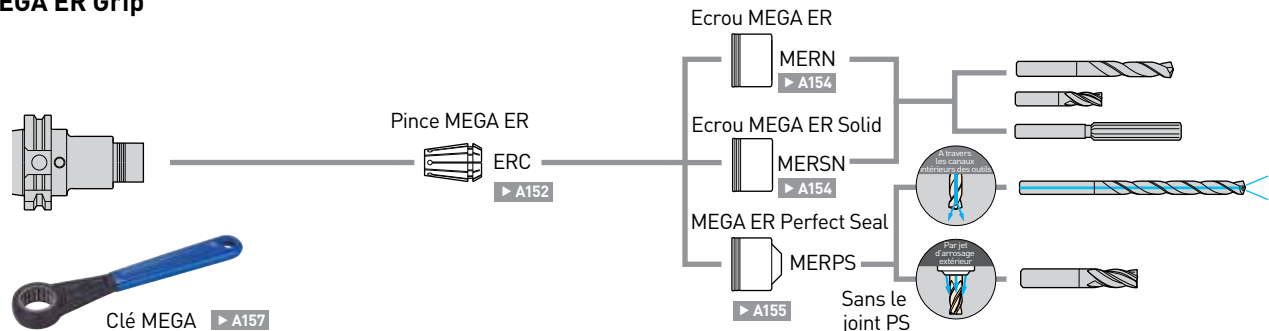 MEGA ER Grip
Ecrou MEGA ER
MERN
▶ A154
Pince MEGA ER
ERC
▶ A152
Ecrou MEGA ER Solid
MERSN
▶ A154
A travers
les canaux
intérieurs des outils
MEGA ER Perfect Seal
MERPS
▶ A155
Par jet
d'arrosage
extérieur
Sans le
joint PS
Clé MEGA ▶ A157